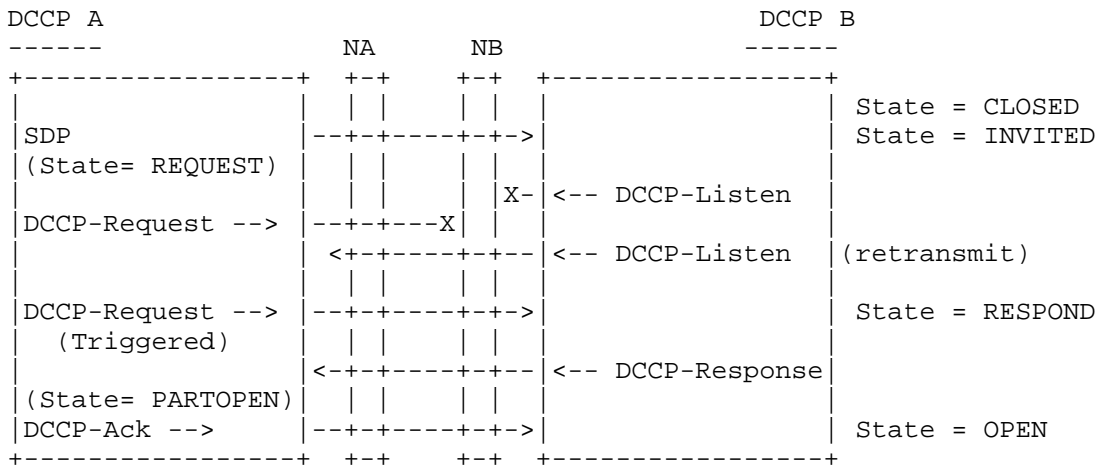 DCCP A                                              DCCP B
------                NA      NB                    ------
+-----------------+  +-+     +-+  +-----------------+
|                 |  | |     | |  |                 | State = CLOSED
|SDP              |--+-+----+-+->|                 | State = INVITED
|(State= REQUEST) |  | |     | |  |                 |
|                 |  | |     | |X-|<-- DCCP-Listen  |
|DCCP-Request --> |--+-+---X| |  |                 |
|                 | <+-+----+-+--|<-- DCCP-Listen  |(retransmit)
|                 |  | |     | |  |                 |
|DCCP-Request --> |--+-+----+-+->|                 | State = RESPOND
|  (Triggered)    |  | |     | |  |                 |
|                 |<-+-+----+-+--|<-- DCCP-Response|
|(State= PARTOPEN)|  | |     | |  |                 |
|DCCP-Ack -->     |--+-+----+-+->|                 | State = OPEN
+-----------------+  +-+     +-+  +-----------------+